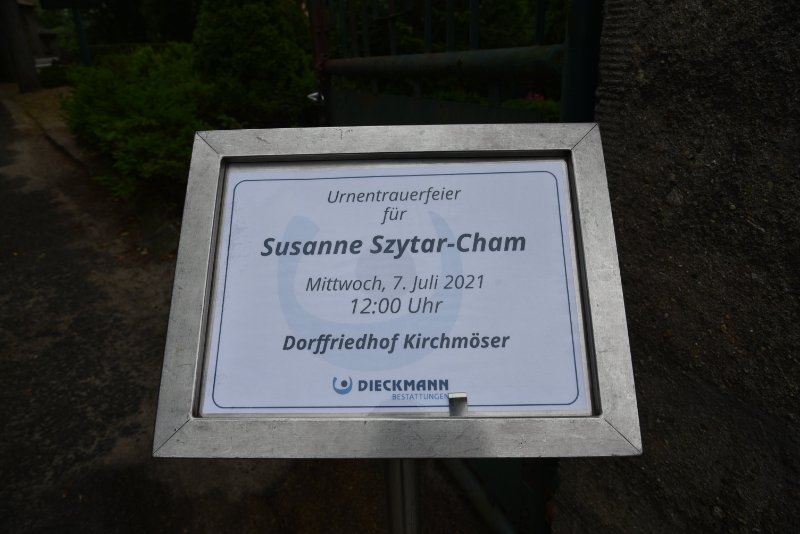 Urnentrauerfeier
für
Susanne Szytar-Cham
Mittwoch, 7. Juli 2021
12:00 Uhr
Dorffriedhof Kirchmöser
DIECKMANN
BESTATTUNGEN